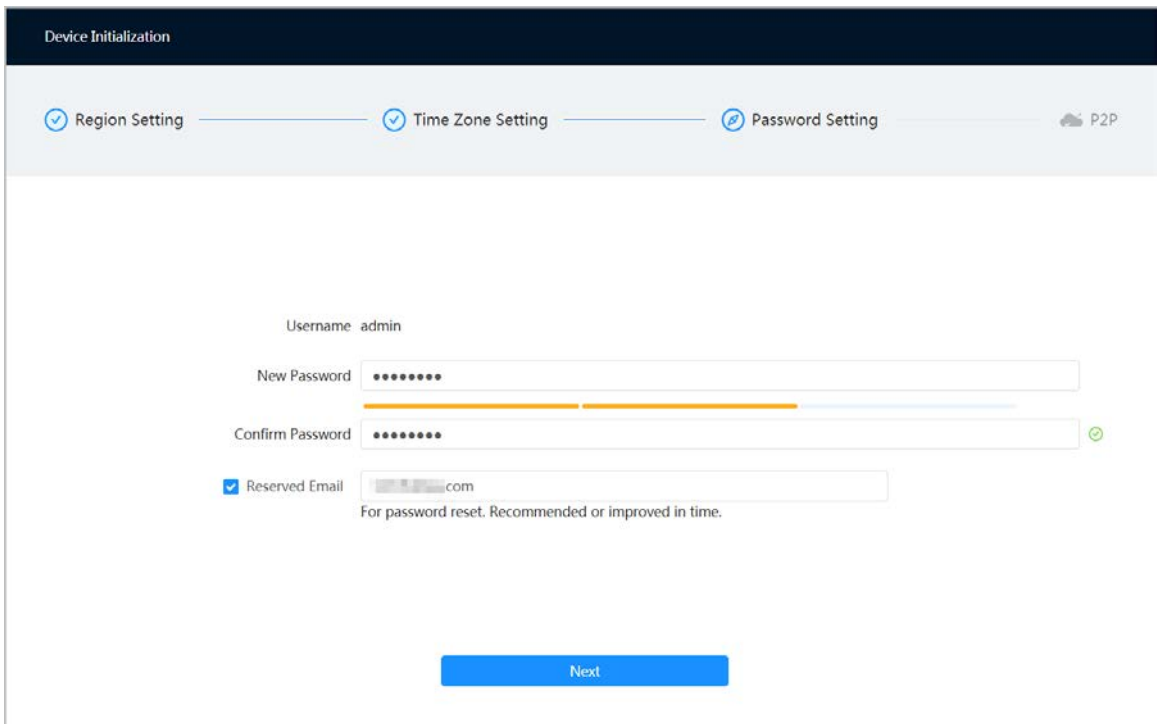 Device Initialization
Region Setting
Time Zone Setting
Password Setting
P2P
Username admin
New Password ●●●●●●●●
Confirm Password ●●●●●●●●
Reserved Email com
For password reset. Recommended or improved in time.
Next